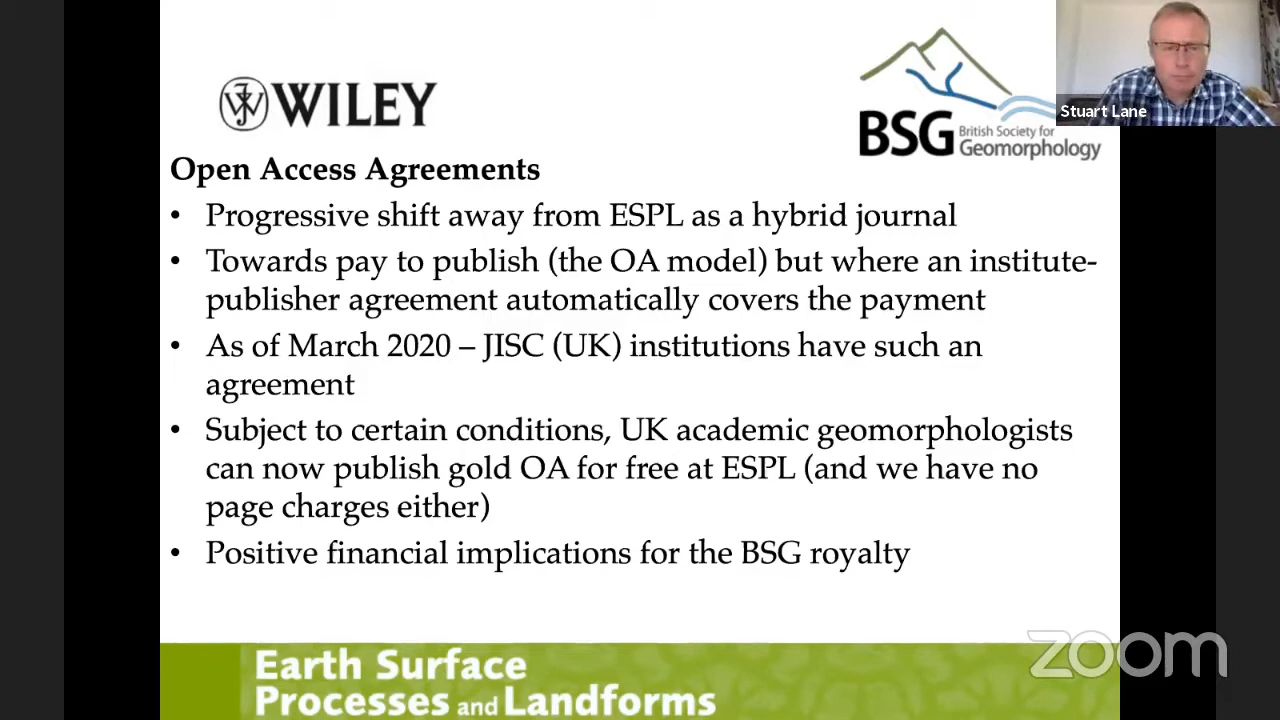 WILEY
BSG British Society for
Geomorphology
Stuart Lane
Open Access Agreements
• Progressive shift away from ESPL as a hybrid journal
• Towards pay to publish (the OA model) but where an institute-
publisher agreement automatically covers the payment
• As of March 2020 – JISC (UK) institutions have such an
agreement
• Subject to certain conditions, UK academic geomorphologists
can now publish gold OA for free at ESPL (and we have no
page charges either)
• Positive financial implications for the BSG royalty
Earth Surface
Processes and Landforms
zoom